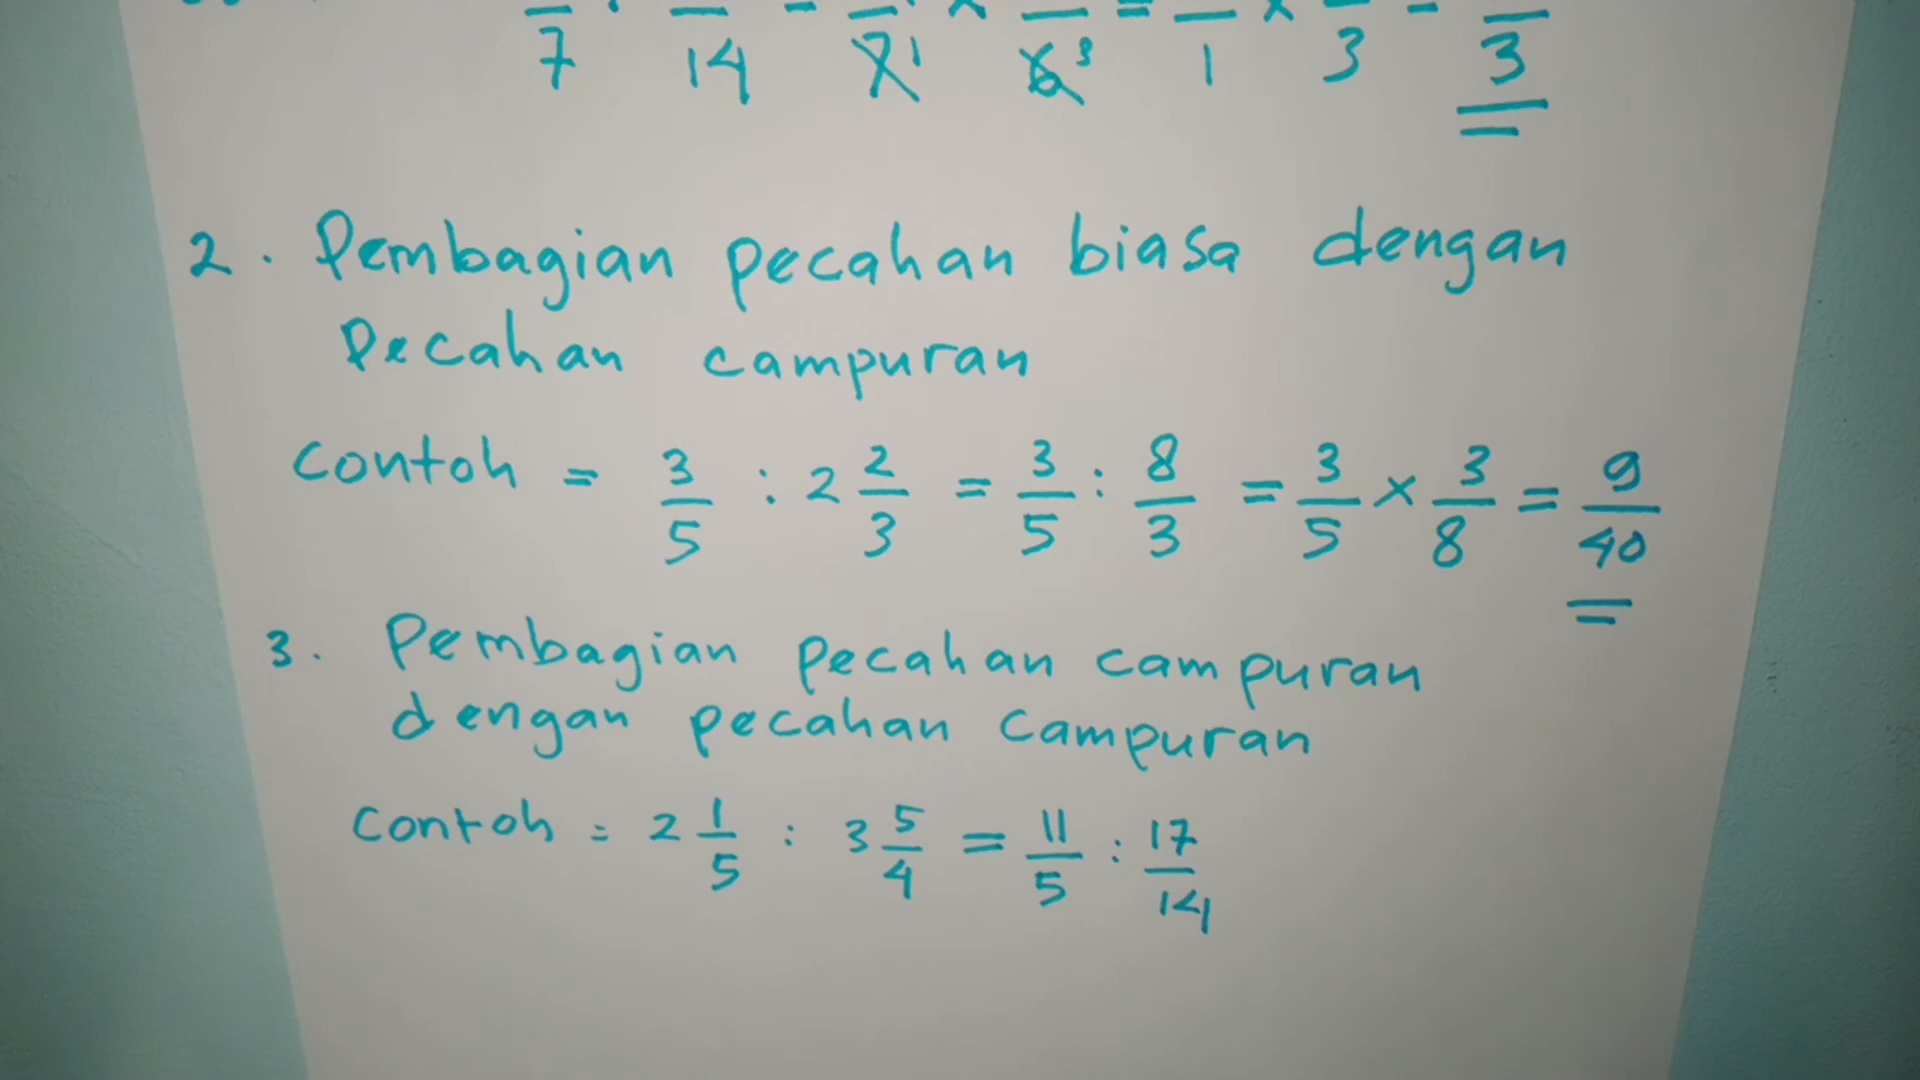 7 14 7 1 6 3 1 3 3
2. Pembagian pecahan biasa dengan
Pecahan campuran
Contoh = 3/5 : 2 2/3 = 3/5 : 8/3 = 3/5 × 3/8 = 9/40
3. Pembagian pecahan campuran
dengan pecahan campuran
Contoh = 2 1/5 : 3 5/4 = 11/5 : 17/14